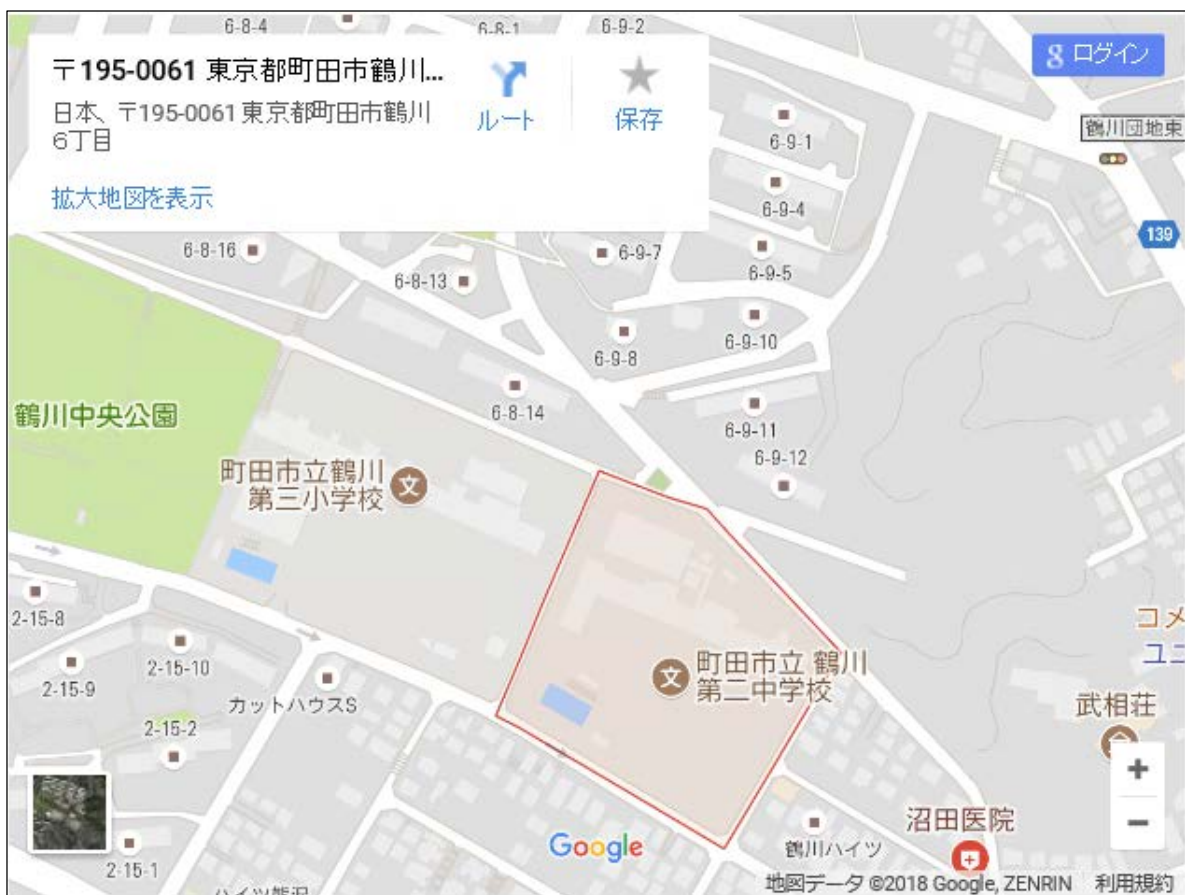 6-8-4
6-8-1
6-9-2
〒195-0061 東京都町田市鶴川...
日本、〒195-0061 東京都町田市鶴川
6丁目
ルート
保存
拡大地図を表示
g ログイン
鶴川団地東
139
6-9-1
6-9-4
6-8-16
6-9-7
6-9-5
6-8-13
6-9-10
6-9-8
6-8-14
6-9-11
鶴川中央公園
6-9-12
町田市立鶴川
第三小学校
2-15-8
コメ
ユニ
2-15-10
町田市立 鶴川
第二中学校
2-15-9
カットハウスS
武相荘
2-15-2
+
-
沼田医院
Google
鶴川ハイツ
2-15-1
地図データ ©2018 Google, ZENRIN
利用規約